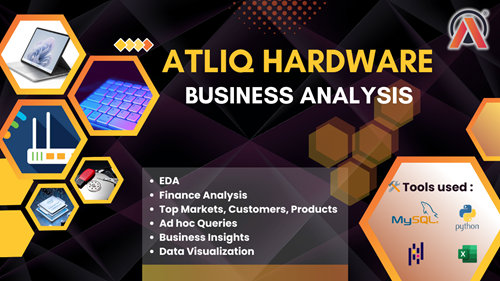 ATLIQ HARDWARE
BUSINESS ANALYSIS
EDA
Finance Analysis
Top Markets, Customers, Products
Ad hoc Queries
Business Insights
Data Visualization
Tools used :
MySQL
python